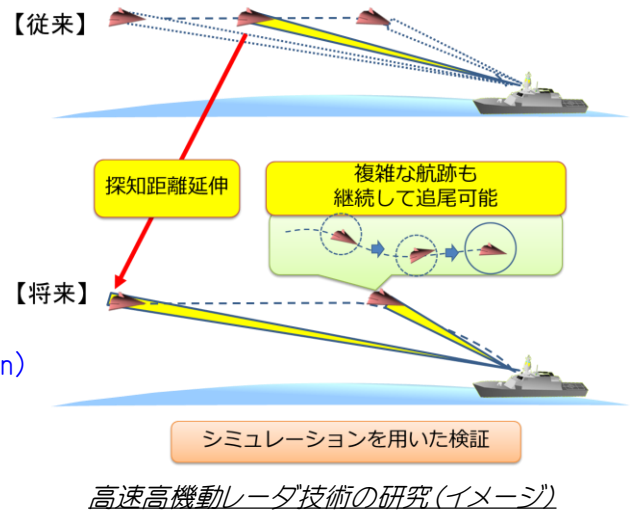 【従来】
探知距離延伸
複雑な航跡も
継続して追尾可能
【将来】
n)
シミュレーションを用いた検証
高速高機動レーダ技術の研究(イメージ)